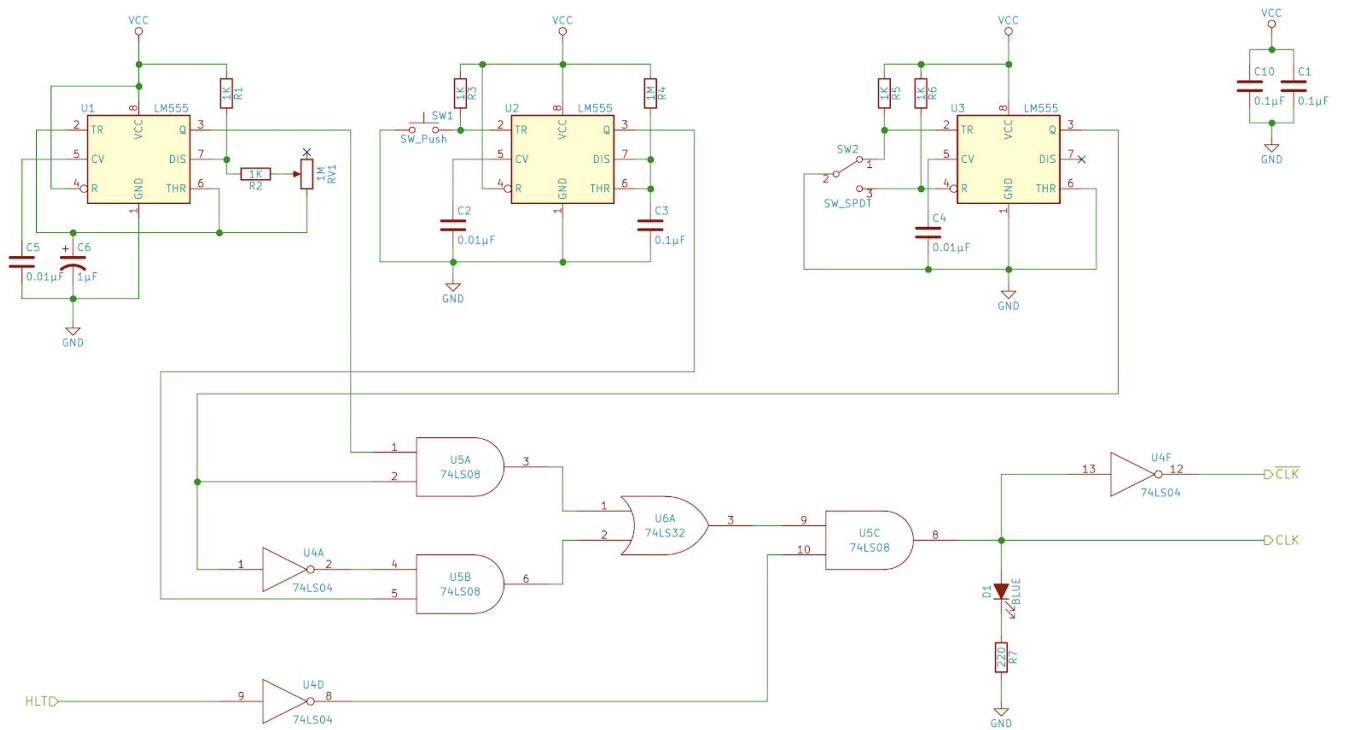 VCC
VCC
VCC
VCC
R1
1K
U1
LM555
8
VCC
2
TR
Q
3
5
CV
DIS
7
4
R
GND
THR
6
1
1K
R2
1M
RV1
C5
0.01µF
+
C6
1µF
GND
1K
R3
1M
R4
U2
LM555
8
VCC
SW1
SW_Push
2
TR
Q
3
5
CV
DIS
7
4
R
GND
THR
6
1
C2
0.01µF
C3
0.1µF
GND
1K
R5
1K
R6
U3
LM555
8
VCC
2
TR
Q
3
5
CV
DIS
7
4
R
GND
THR
6
1
SW2
1
2
3
SW_SPDT
C4
0.01µF
GND
C10
0.1µF
C1
0.1µF
GND
1
2
U5A
74LS08
3
1
U4A
74LS04
2
4
5
U5B
74LS08
6
1
2
U6A
74LS32
3
9
10
U5C
74LS08
8
13
U4F
74LS04
12
CLK
CLK
D1
BLUE
220
R7
GND
HLT
9
U4D
74LS04
8